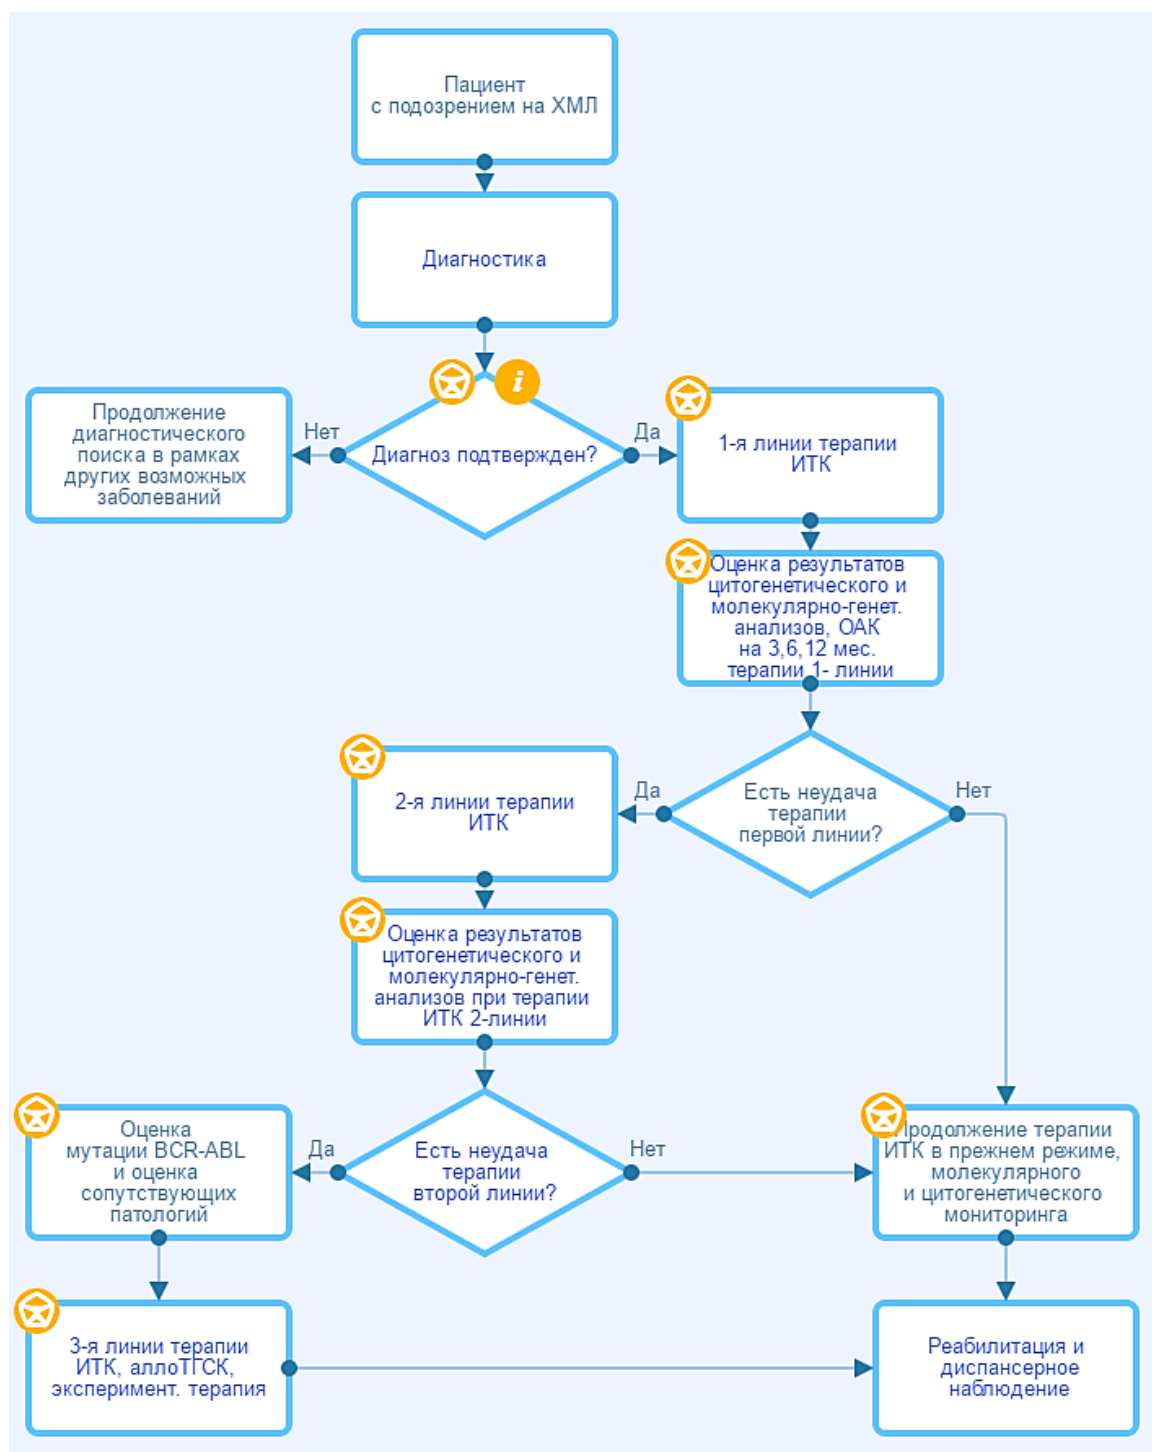 Пациент
с подозрением на ХМЛ
Диагностика
i
Диагноз подтвержден?
Нет
Да
Продолжение
диагностического
поиска в рамках
других возможных
заболеваний
1-я линии терапии
ИТК
Оценка результатов
цитогенетического и
молекулярно-генет.
анализов, ОАК
на 3,6,12 мес.
терапии 1- линии
Есть неудача
терапии
первой линии?
Да
Нет
2-я линии терапии
ИТК
Оценка результатов
цитогенетического и
молекулярно-генет.
анализов при терапии
ИТК 2-линии
Есть неудача
терапии
второй линии?
Да
Нет
Оценка
мутации BCR-ABL
и оценка
сопутствующих
патологий
Продолжение терапии
ИТК в прежнем режиме,
молекулярного
и цитогенетического
мониторинга
3-я линии терапии
ИТК, аллоТГСК,
эксперимент. терапия
Реабилитация и
диспансерное
наблюдение